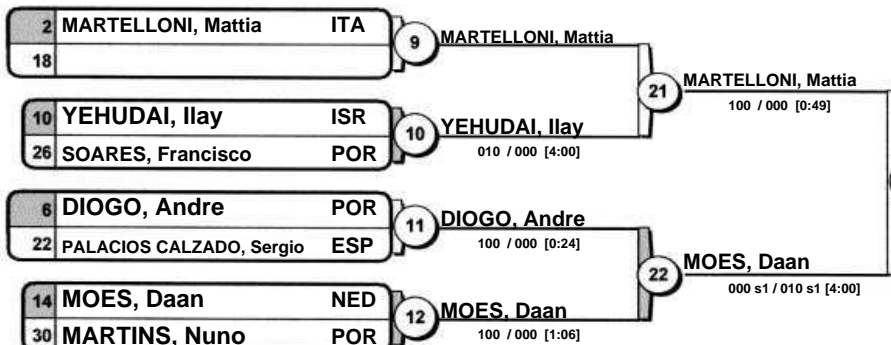 2 MARTELLONI, Mattia ITA
18
9 MARTELLONI, Mattia
10 YEHUDAI, Ilay ISR
26 SOARES, Francisco POR
10 YEHUDAI, Ilay
010 / 000 [4:00]
21 MARTELLONI, Mattia
100 / 000 [0:49]
6 DIOGO, Andre POR
22 PALACIOS CALZADO, Sergio ESP
11 DIOGO, Andre
100 / 000 [0:24]
14 MOES, Daan NED
30 MARTINS, Nuno POR
12 MOES, Daan
100 / 000 [1:06]
22 MOES, Daan
000 s1 / 010 s1 [4:00]